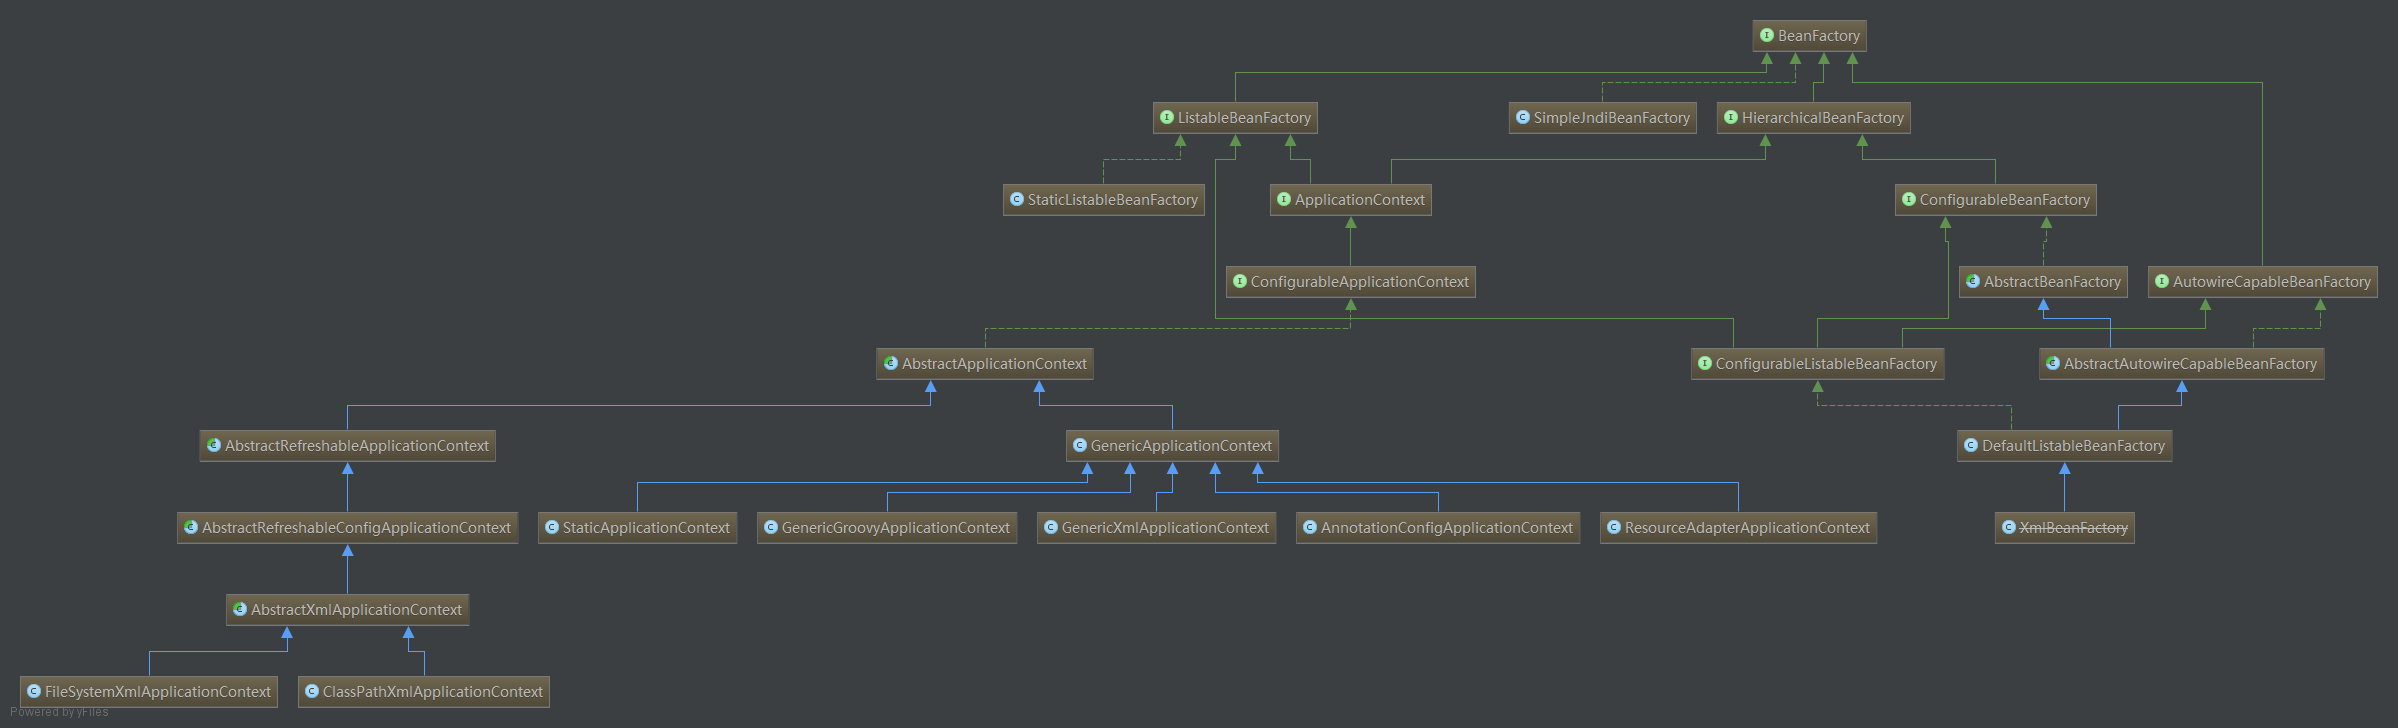 BeanFactory
ListableBeanFactory
SimpleJndiBeanFactory
HierarchicalBeanFactory
StaticListableBeanFactory
ApplicationContext
ConfigurableBeanFactory
ConfigurableApplicationContext
AbstractBeanFactory
AutowireCapableBeanFactory
AbstractApplicationContext
ConfigurableListableBeanFactory
AbstractAutowireCapableBeanFactory
AbstractRefreshableApplicationContext
GenericApplicationContext
DefaultListableBeanFactory
AbstractRefreshableConfigApplicationContext
StaticApplicationContext
GenericGroovyApplicationContext
GenericXmlApplicationContext
AnnotationConfigApplicationContext
ResourceAdapterApplicationContext
XmlBeanFactory
AbstractXmlApplicationContext
FileSystemXmlApplicationContext
ClassPathXmlApplicationContext
Powered by yFiles